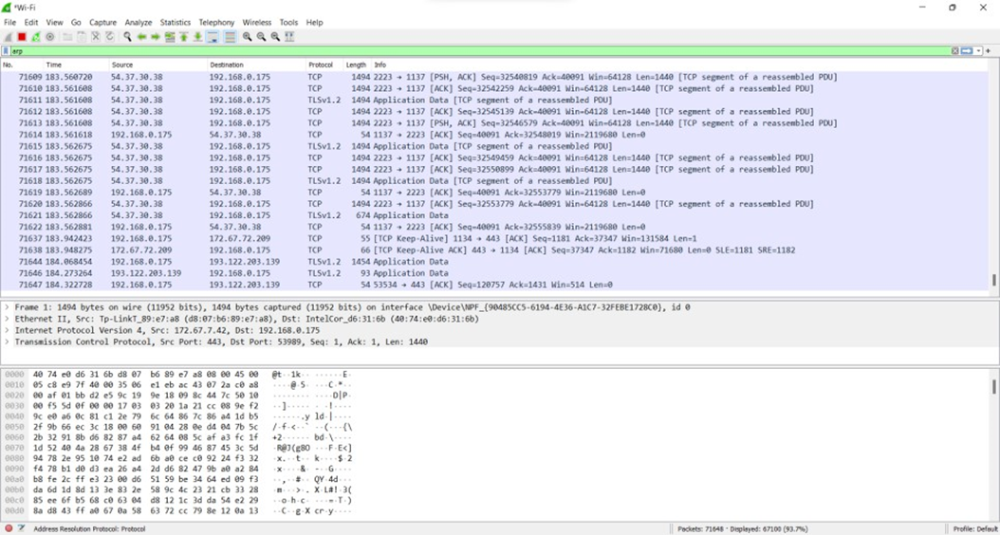 *Wi-Fi
File Edit View Go Capture Analyze Statistics Telephony Wireless Tools Help
arp
No. Time Source Destination Protocol Length Info
71609 183.560720 54.37.30.38 192.168.0.175 TCP 1494 2223 → 1137 [PSH, ACK] Seq=32540819 Ack=40091 Win=64128 Len=1440 [TCP segment of a reassembled PDU]
71610 183.561608 54.37.30.38 192.168.0.175 TCP 1494 2223 → 1137 [ACK] Seq=32542259 Ack=40091 Win=64128 Len=1440 [TCP segment of a reassembled PDU]
71611 183.561608 54.37.30.38 192.168.0.175 TLSv1.2 1494 Application Data [TCP segment of a reassembled PDU]
71612 183.561608 54.37.30.38 192.168.0.175 TCP 1494 2223 → 1137 [ACK] Seq=32545139 Ack=40091 Win=64128 Len=1440 [TCP segment of a reassembled PDU]
71613 183.561608 54.37.30.38 192.168.0.175 TCP 1494 2223 → 1137 [PSH, ACK] Seq=32546579 Ack=40091 Win=64128 Len=1440 [TCP segment of a reassembled PDU]
71614 183.561618 192.168.0.175 54.37.30.38 TCP 54 1137 → 2223 [ACK] Seq=40091 Ack=32548019 Win=2119680 Len=0
71615 183.562675 54.37.30.38 192.168.0.175 TLSv1.2 1494 Application Data [TCP segment of a reassembled PDU]
71616 183.562675 54.37.30.38 192.168.0.175 TCP 1494 2223 → 1137 [ACK] Seq=32549459 Ack=40091 Win=64128 Len=1440 [TCP segment of a reassembled PDU]
71617 183.562675 54.37.30.38 192.168.0.175 TCP 1494 2223 → 1137 [ACK] Seq=32550899 Ack=40091 Win=64128 Len=1440 [TCP segment of a reassembled PDU]
71618 183.562675 54.37.30.38 192.168.0.175 TLSv1.2 1494 Application Data [TCP segment of a reassembled PDU]
71619 183.562689 192.168.0.175 54.37.30.38 TCP 54 1137 → 2223 [ACK] Seq=40091 Ack=32553779 Win=2119680 Len=0
71620 183.562866 54.37.30.38 192.168.0.175 TCP 1494 2223 → 1137 [ACK] Seq=32553779 Ack=40091 Win=64128 Len=1440 [TCP segment of a reassembled PDU]
71621 183.562866 54.37.30.38 192.168.0.175 TLSv1.2 674 Application Data
71622 183.562881 192.168.0.175 54.37.30.38 TCP 54 1137 → 2223 [ACK] Seq=40091 Ack=32555839 Win=2119680 Len=0
71637 183.942423 192.168.0.175 172.67.72.209 TCP 55 [TCP Keep-Alive] 1134 → 443 [ACK] Seq=1181 Ack=37347 Win=131584 Len=1
71638 183.948275 172.67.72.209 192.168.0.175 TCP 66 [TCP Keep-Alive ACK] 443 → 1134 [ACK] Seq=37347 Ack=1182 Win=71680 Len=0 SLE=1181 SRE=1182
71644 184.068454 192.168.0.175 193.122.203.139 TLSv1.2 1454 Application Data
71646 184.273264 193.122.203.139 192.168.0.175 TLSv1.2 93 Application Data
71647 184.322728 192.168.0.175 193.122.203.139 TCP 54 53534 → 443 [ACK] Seq=120757 Ack=1431 Win=514 Len=0
Frame 1: 1494 bytes on wire (11952 bits), 1494 bytes captured (11952 bits) on interface \Device\NPF_{90485CC5-6194-4E36-A1C7-32FEBE1728C0}, id 0
Ethernet II, Src: Tp-LinkT_89:e7:a8 (d8:07:b6:89:e7:a8), Dst: IntelCor_d6:31:6b (40:74:e0:d6:31:6b)
Internet Protocol Version 4, Src: 172.67.7.42, Dst: 192.168.0.175
Transmission Control Protocol, Src Port: 443, Dst Port: 53989, Seq: 1, Ack: 1, Len: 1440
0000 40 74 e0 d6 31 6b d8 07 b6 89 e7 a8 08 00 45 00 @t··1k·· ······E·
0010 05 c8 e9 7f 40 00 35 06 e1 eb ac 43 07 2a c0 a8 ····@·5· ···C·*··
0020 00 af 01 bb d2 e5 9c 19 9e 18 09 8c 44 7c 50 10 ········ ····D|P·
0030 00 f5 5d 0f 00 00 17 03 03 20 1a 21 cc 08 9e f2 ··]····· · ·!····
0040 9c e0 a6 0c 81 c1 2e 79 6c 64 86 7c 86 a4 1d b5 ······.y ld·|····
0050 2f 9b 66 ec 3c 18 00 60 91 04 28 0e d4 04 7b 5c /·f·<··` ··(···{\
0060 2b 32 91 8b d6 82 87 a4 62 64 08 5c af a3 fc 1f +2······ bd·\····
0070 1d 52 40 4a 28 67 38 4f b4 0f 99 46 87 45 3c 5d ·R@J(g8O ···F·E<]
0080 94 78 2e 95 10 74 e2 ad 6b a0 ce c0 92 24 f3 32 ·x.··t·· k····$·2
0090 f4 78 b1 d0 d3 ea 26 a4 2d d6 82 47 9b a0 a2 84 ·x····&· -··G····
00a0 b8 fe 2c ff e3 23 00 d6 51 59 be 34 64 ed 09 f3 ··,··#·· QY·4d···
00b0 da 6d 1d 8d 13 3e 83 2e 58 9c 4c 23 21 cb 33 28 ·m···>·. X·L#!·3(
00c0 85 ee 6f b5 68 c0 63 04 d8 12 1c 3d da 54 e2 29 ··o·h·c· ···=·T·)
00d0 8a d8 43 ff a0 67 0a 58 63 72 cc 79 8e 12 0a 13 ··C··g·X cr·y····
Address Resolution Protocol: Protocol
Packets: 71648 · Displayed: 67100 (93.7%)
Profile: Default